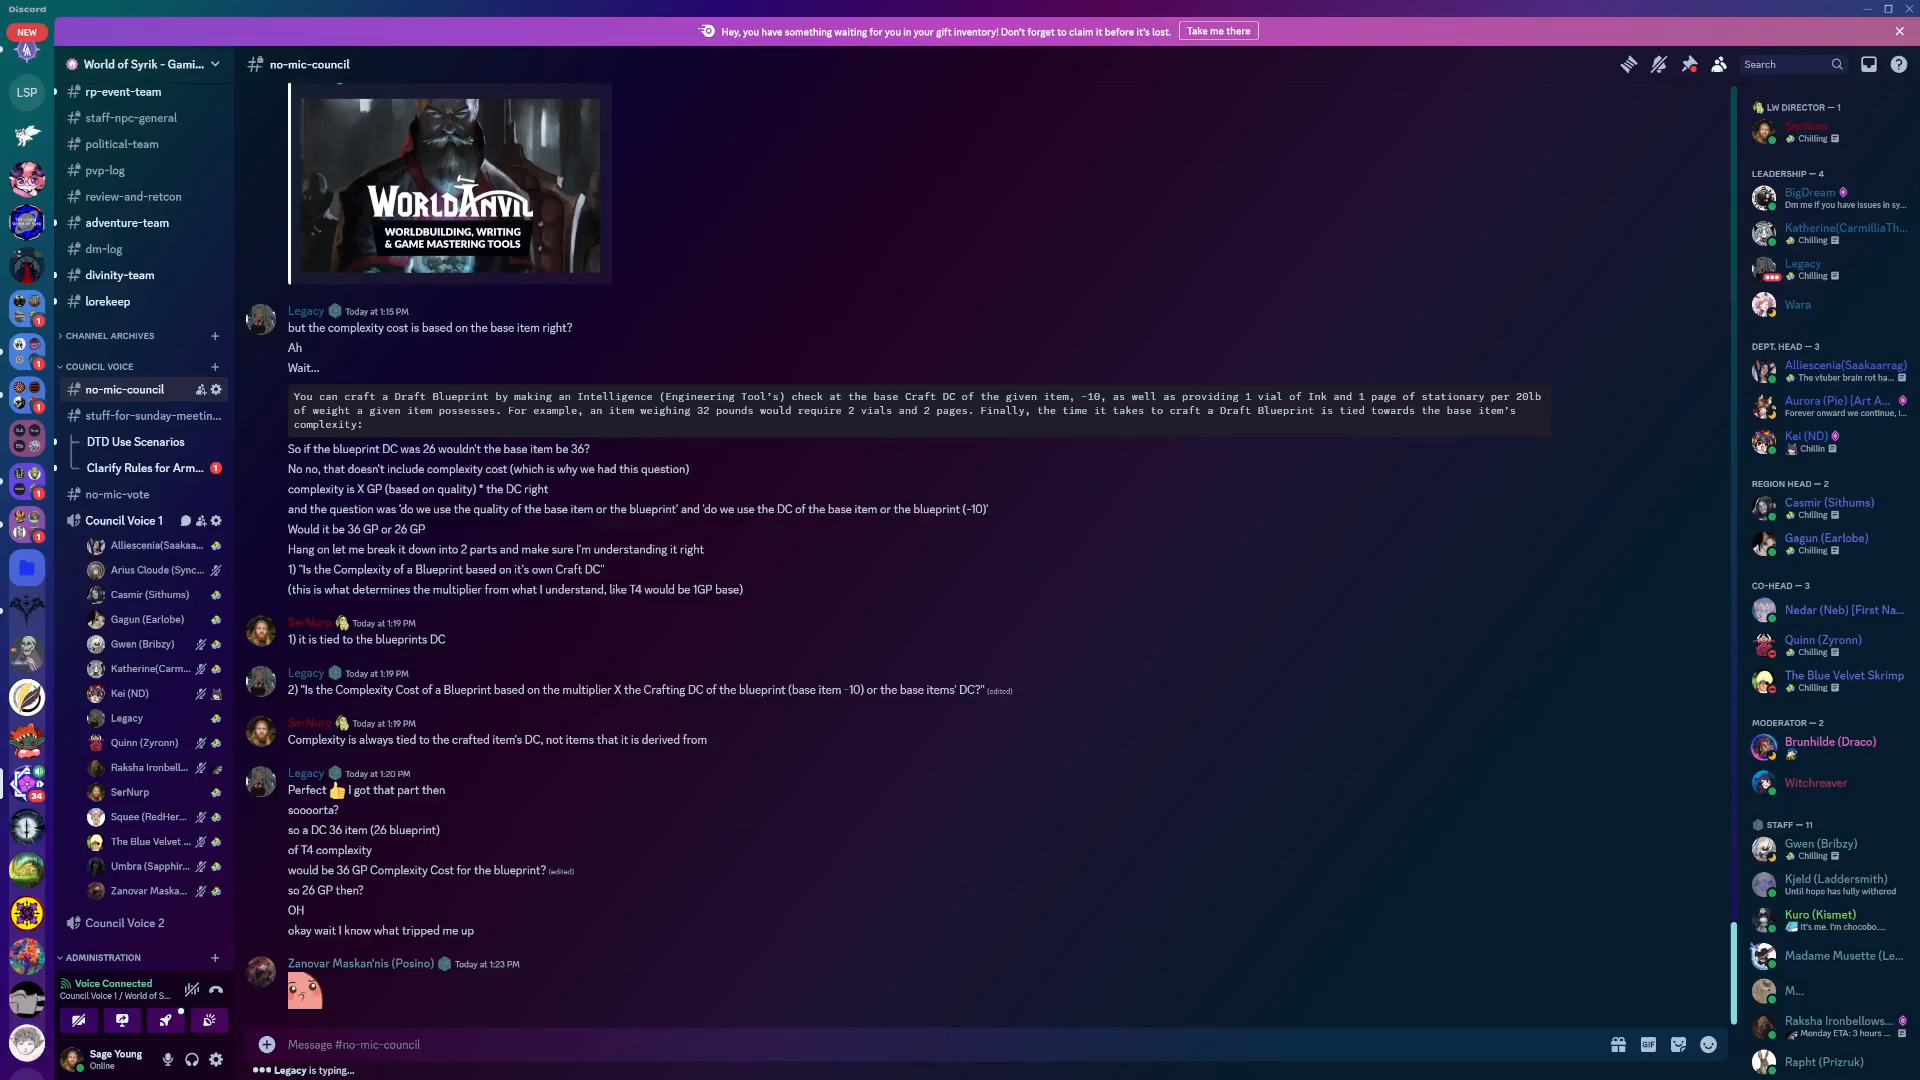 Discord
NEW
Hey, you have something waiting for you in your gift inventory! Don't forget to claim it before it's lost.
Take me there
LSP
World of Syrik - Gami...
rp-event-team
staff-npc-general
political-team
pvp-log
review-and-retcon
adventure-team
dm-log
divinity-team
lorekeep
CHANNEL ARCHIVES
COUNCIL VOICE
no-mic-council
stuff-for-sunday-meetin...
DTD Use Scenarios
Clarify Rules for Arm...
1
no-mic-vote
Council Voice 1
Alliescenia(Saakaa...
Arius Cloude (Sync...
Casmir (Sithums)
Gagun (Earlobe)
Gwen (Bribzy)
Katherine(Carm...
Kei (ND)
Legacy
Quinn (Zyronn)
Raksha Ironbell...
SerNurp
Squee (RedHer...
The Blue Velvet ...
Umbra (Sapphir...
Zanovar Maska...
Council Voice 2
ADMINISTRATION
Voice Connected
Council Voice 1 / World of S...
Sage Young
Online
1
1
1
1
1
1
34
no-mic-council
Search
WORLDANVIL
WORLDBUILDING, WRITING
& GAME MASTERING TOOLS
Legacy Today at 1:15 PM
but the complexity cost is based on the base item right?
Ah
Wait...
You can craft a Draft Blueprint by making an Intelligence (Engineering Tool's) check at the base Craft DC of the given item, -10, as well as providing 1 vial of Ink and 1 page of stationary per 20lb
of weight a given item possesses. For example, an item weighing 32 pounds would require 2 vials and 2 pages. Finally, the time it takes to craft a Draft Blueprint is tied towards the base item's
complexity:
So if the blueprint DC was 26 wouldn't the base item be 36?
No no, that doesn't include complexity cost (which is why we had this question)
complexity is X GP (based on quality) * the DC right
and the question was 'do we use the quality of the base item or the blueprint' and 'do we use the DC of the base item or the blueprint (-10)'
Would it be 36 GP or 26 GP
Hang on let me break it down into 2 parts and make sure I'm understanding it right
1) "Is the Complexity of a Blueprint based on it's own Craft DC"
(this is what determines the multiplier from what I understand, like T4 would be 1GP base)
SerNurp Today at 1:19 PM
1) it is tied to the blueprints DC
Legacy Today at 1:19 PM
2) "Is the Complexity Cost of a Blueprint based on the multiplier X the Crafting DC of the blueprint (base item -10) or the base items' DC?" (edited)
SerNurp Today at 1:19 PM
Complexity is always tied to the crafted item's DC, not items that it is derived from
Legacy Today at 1:20 PM
Perfect 👍 I got that part then
soooorta?
so a DC 36 item (26 blueprint)
of T4 complexity
would be 36 GP Complexity Cost for the blueprint? (edited)
so 26 GP then?
OH
okay wait I know what tripped me up
Zanovar Maskan'nis (Posino) Today at 1:23 PM
Message #no-mic-council
GIF
Legacy is typing...
LW DIRECTOR — 1
SerNurp
Chilling
LEADERSHIP — 4
BigDream
Dm me if you have issues in sy...
Katherine(CarmilliaTh...
Chilling
Legacy
Chilling
Wara
DEPT. HEAD — 3
Alliescenia(Saakaarrag)
The vtuber brain rot ha...
Aurora (Pie) [Art A...
Forever onward we continue, i...
Kei (ND)
Chillin
REGION HEAD — 2
Casmir (Sithums)
Chilling
Gagun (Earlobe)
Chilling
CO-HEAD — 3
Nedar (Neb) [First Na...
Quinn (Zyronn)
Chilling
The Blue Velvet Skrimp
Chilling
MODERATOR — 2
Brunhilde (Draco)
Witchreaver
STAFF — 11
Gwen (Bribzy)
Chilling
Kjeld (Laddersmith)
Until hope has fully withered
Kuro (Kismet)
It's me. I'm chocobo....
Madame Musette (Le...
M...
Raksha Ironbellows...
Monday ETA: 3 hours ...
Rapht (Prizruk)